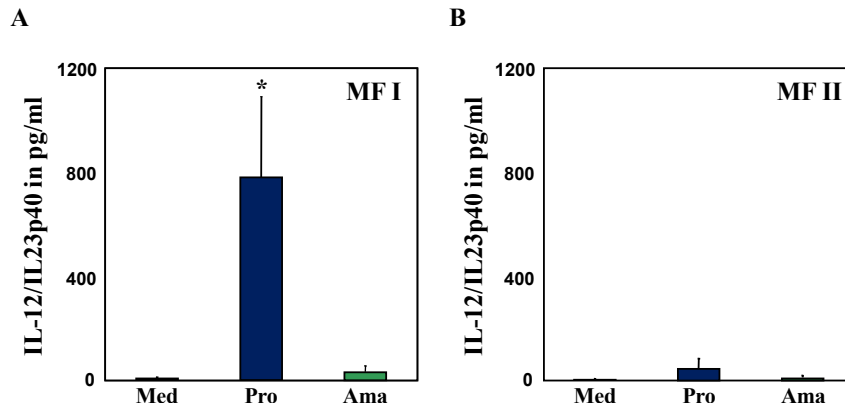 A
IL-12/IL23p40 in pg/ml
1200
800
400
0
MF I
*
Med Pro Ama
B
IL-12/IL23p40 in pg/ml
1200
800
400
0
MF II
Med Pro Ama